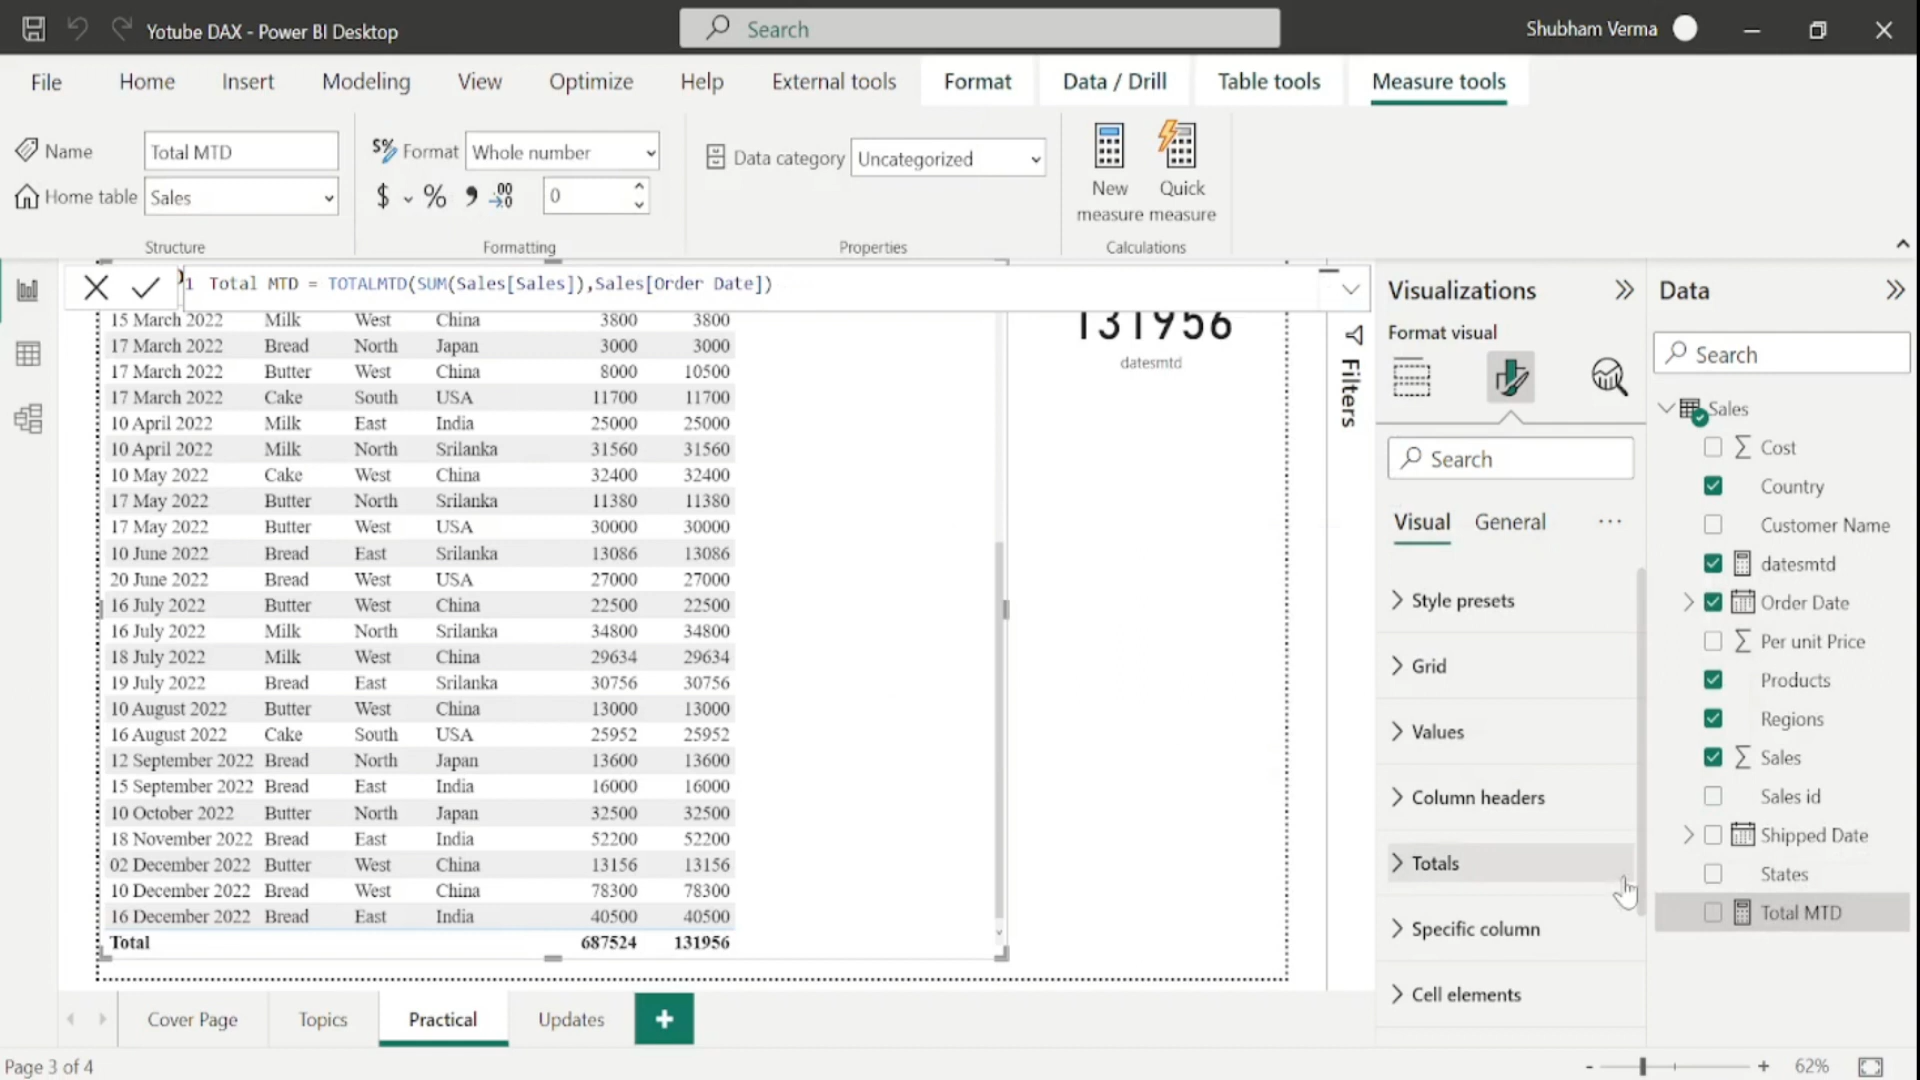 Yotube DAX - Power BI Desktop
Search
Shubham Verma
File Home Insert Modeling View Optimize Help External tools Format Data / Drill Table tools Measure tools
Name Total MTD
Home table Sales
Structure
Format Whole number
$ % 0
Formatting
Data category Uncategorized
Properties
New measure
Quick measure
Calculations
1 Total MTD = TOTALMTD(SUM(Sales[Sales]),Sales[Order Date])
15 March 2022 Milk West China 3800 3800
17 March 2022 Bread North Japan 3000 3000
17 March 2022 Butter West China 8000 10500
17 March 2022 Cake South USA 11700 11700
10 April 2022 Milk East India 25000 25000
10 April 2022 Milk North Srilanka 31560 31560
10 May 2022 Cake West China 32400 32400
17 May 2022 Butter North Srilanka 11380 11380
17 May 2022 Butter West USA 30000 30000
10 June 2022 Bread East Srilanka 13086 13086
20 June 2022 Bread West USA 27000 27000
16 July 2022 Butter West China 22500 22500
16 July 2022 Milk North Srilanka 34800 34800
18 July 2022 Milk West China 29634 29634
19 July 2022 Bread East Srilanka 30756 30756
10 August 2022 Butter West China 13000 13000
16 August 2022 Cake South USA 25952 25952
12 September 2022 Bread North Japan 13600 13600
15 September 2022 Bread East India 16000 16000
10 October 2022 Butter North Japan 32500 32500
18 November 2022 Bread East India 52200 52200
02 December 2022 Butter West China 13156 13156
10 December 2022 Bread West China 78300 78300
16 December 2022 Bread East India 40500 40500
Total 687524 131956
131956
datesmtd
Filters
Visualizations
Format visual
Search
Visual General
Style presets
Grid
Values
Column headers
Totals
Specific column
Cell elements
Data
Search
Sales
Cost
Country
Customer Name
datesmtd
Order Date
Per unit Price
Products
Regions
Sales
Sales id
Shipped Date
States
Total MTD
Cover Page Topics Practical Updates
Page 3 of 4
- + 62%